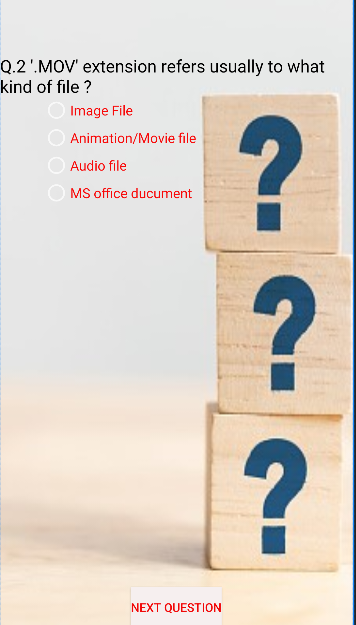 Q.2 '.MOV' extension refers usually to what
kind of file ?
Image File
Animation/Movie file
Audio file
MS office ducument
?
?
?
NEXT QUESTION